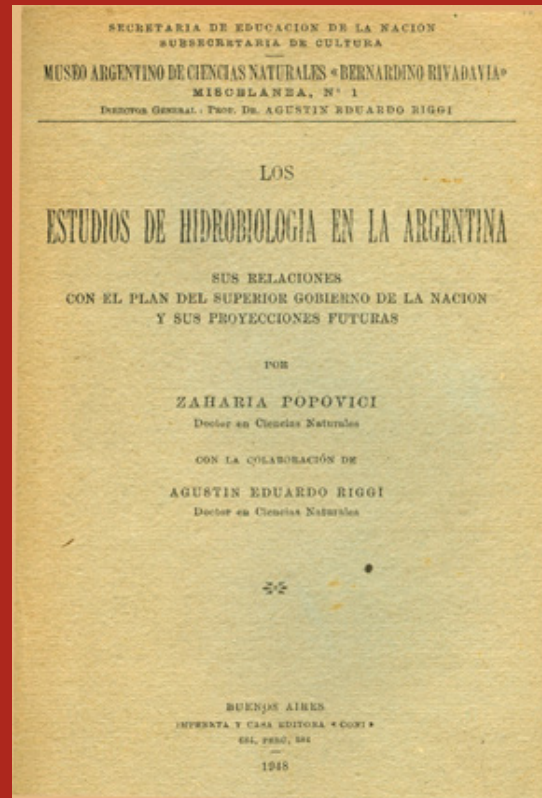 SECRETARIA DE EDUCACION DE LA NACION
SUBSECRETARIA DE CULTURA
MUSEO ARGENTINO DE CIENCIAS NATURALES «BERNARDINO RIVADAVIA»
MISCELANEA, N° 1
DIRECTOR GENERAL: PROF. DR. AGUSTIN EDUARDO RIGGI
LOS
ESTUDIOS DE HIDROBIOLOGIA EN LA ARGENTINA
SUS RELACIONES
CON EL PLAN DEL SUPERIOR GOBIERNO DE LA NACION
Y SUS PROYECCIONES FUTURAS
POR
ZAHARIA POPOVICI
Doctor en Ciencias Naturales
CON LA COLABORACIÓN DE
AGUSTIN EDUARDO RIGGI
Doctor en Ciencias Naturales
BUENOS AIRES
IMPRENTA Y CASA EDITORA «CONI»
684, PERÚ, 684
1948